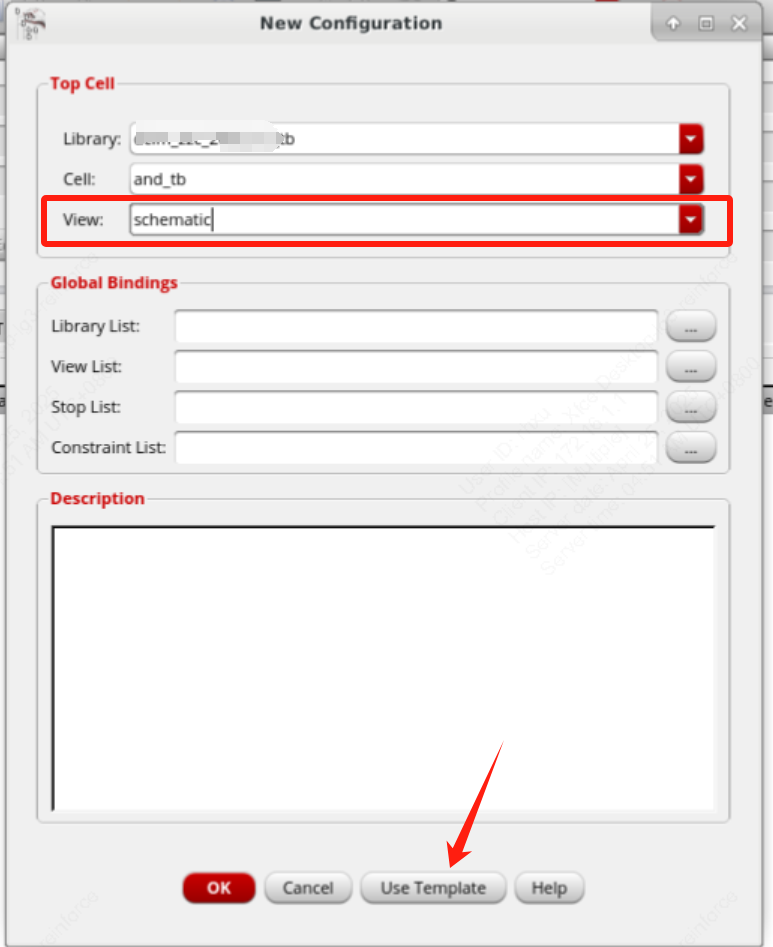 New Configuration
Top Cell
Library: tb
Cell: and_tb
View: schematic
Global Bindings
Library List: ...
View List: ...
Stop List: ...
Constraint List: ...
Description
OK Cancel Use Template Help